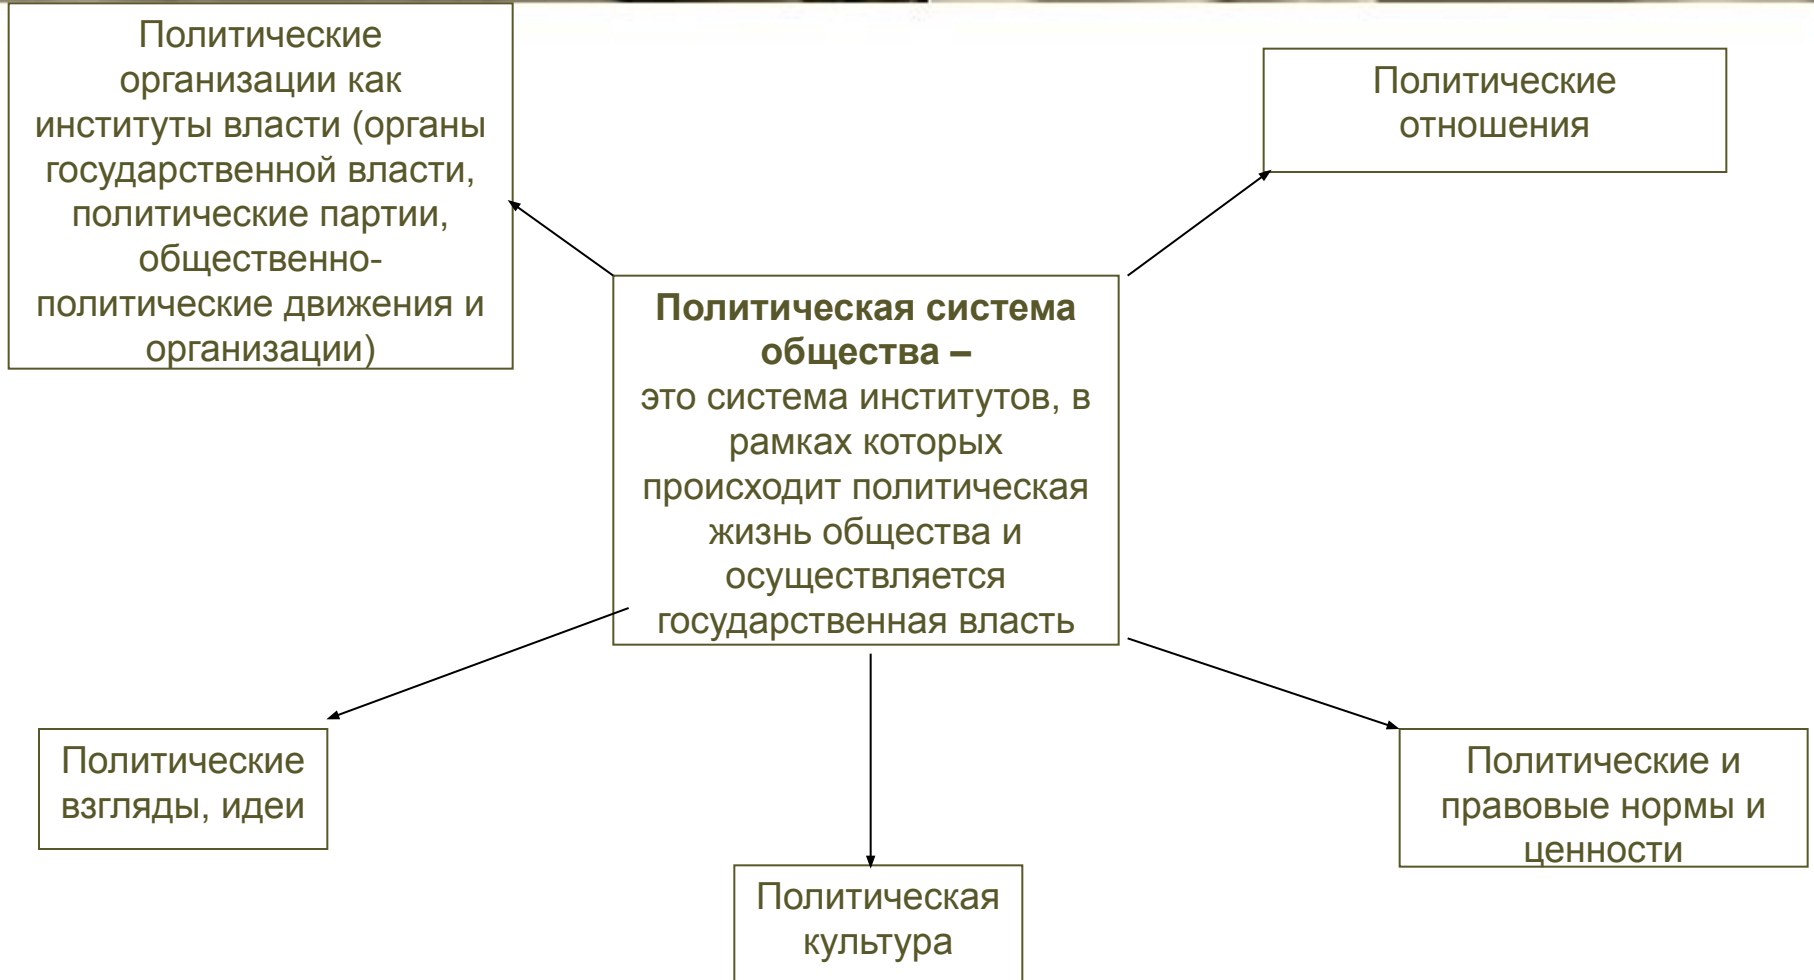 Политические
организации как
институты власти (органы
государственной власти,
политические партии,
общественно-
политические движения и
организации)
Политические
отношения
Политическая система
общества –
это система институтов, в
рамках которых
происходит политическая
жизнь общества и
осуществляется
государственная власть
Политические
взгляды, идеи
Политическая
культура
Политические и
правовые нормы и
ценности